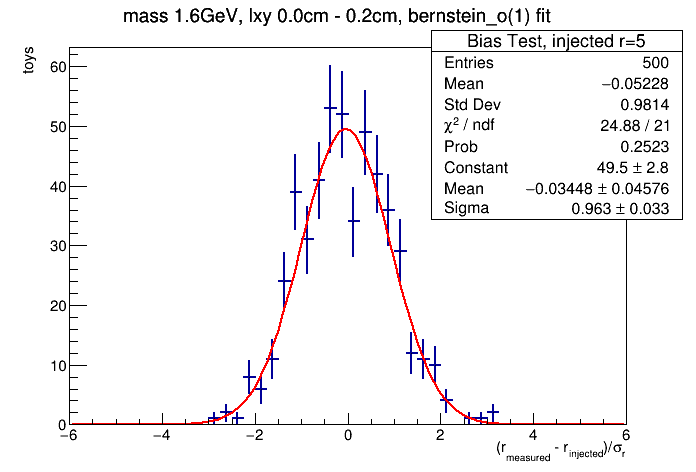 mass 1.6GeV, lxy 0.0cm - 0.2cm, bernstein_o(1) fit
toys
Bias Test, injected r=5
Entries 500
Mean −0.05228
Std Dev 0.9814
χ² / ndf 24.88 / 21
Prob 0.2523
Constant 49.5 ± 2.8
Mean −0.03448 ± 0.04576
Sigma 0.963 ± 0.033
60
50
40
30
20
10
0
−6 −4 −2 0 2 4 6
(r_measured - r_injected)/σ_r